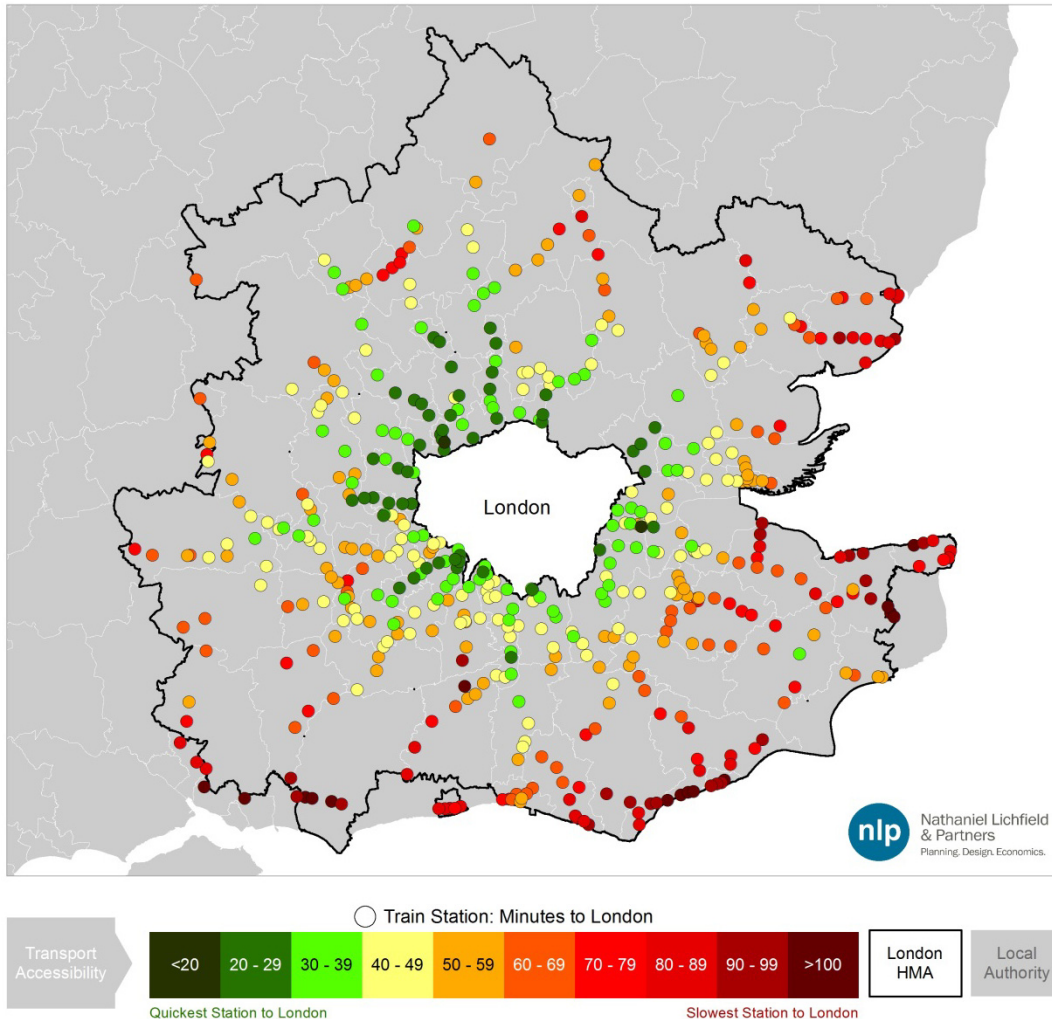 London
nlp
Nathaniel Lichfield
& Partners
Planning. Design. Economics.
Train Station: Minutes to London
Transport
Accessibility
<20
20 - 29
30 - 39
40 - 49
50 - 59
60 - 69
70 - 79
80 - 89
90 - 99
>100
London
HMA
Local
Authority
Quickest Station to London
Slowest Station to London